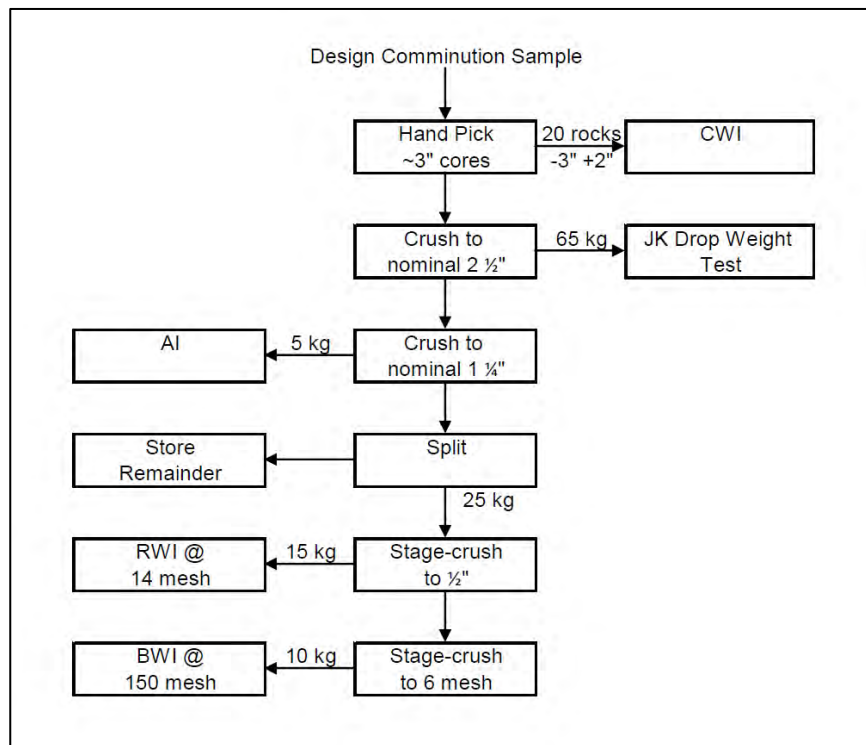 Design Comminution Sample
Hand Pick
~3" cores
20 rocks
-3" +2"
CWI
Crush to
nominal 2 ½"
65 kg
JK Drop Weight
Test
AI
5 kg
Crush to
nominal 1 ¼"
Store
Remainder
Split
25 kg
RWI @
14 mesh
15 kg
Stage-crush
to ½"
BWI @
150 mesh
10 kg
Stage-crush
to 6 mesh